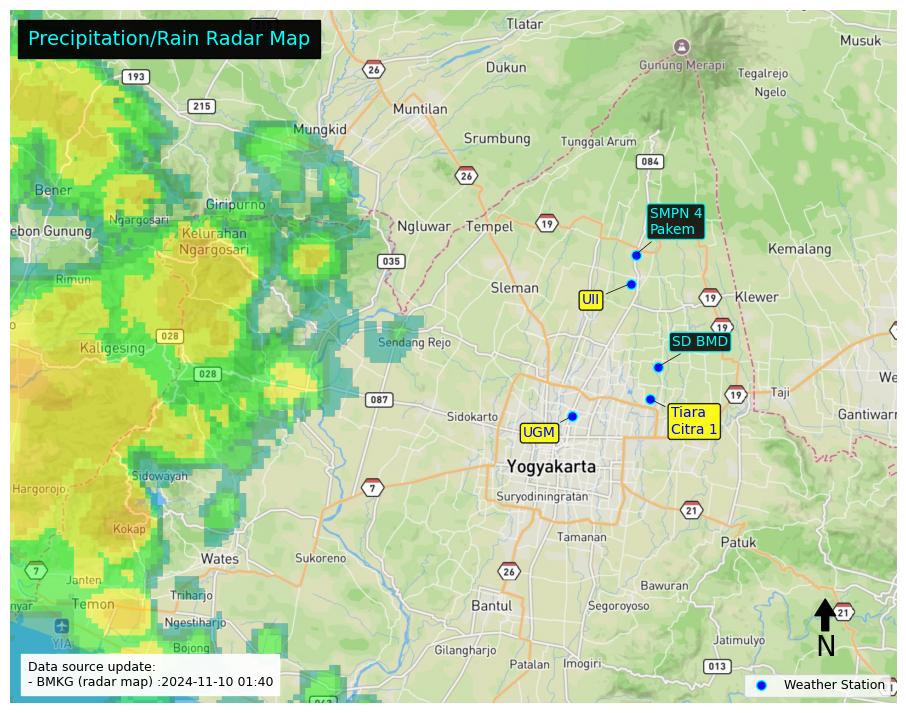 Precipitation/Rain Radar Map
Tlatar
Musuk
26
Gunung Merapi
193
Dukun
Tegalrejo
Ngelo
215
Muntilan
Mungkid
Srumbung
Tunggal Arum
084
26
Bener
Giripurno
Ngargosari
SMPN 4
Pakem
ebon Gunung
Kelurahan
Ngargosari
Ngluwar
Tempel
19
Kemalang
035
Rimun
Sleman
UII
19
Klewer
19
028
Kaligesing
Sendang Rejo
SD BMD
028
087
19
Taji
We
Sidokarto
Tiara
Citra 1
Gantiwarn
UGM
Yogyakarta
Sidowayah
Hargorojo
7
Suryodiningratan
21
Kokap
Tamanan
Patuk
Wates
Sukoreno
7
26
Janten
Bawuran
Triharjo
nyar
Temon
Bantul
Segoroyoso
21
Ngestiharjo
YIA
Bojong
Gilangharjo
Jatimulyo
N
Patalan
Imogiri
013
Data source update:
- BMKG (radar map) :2024-11-10 01:40
Weather Station